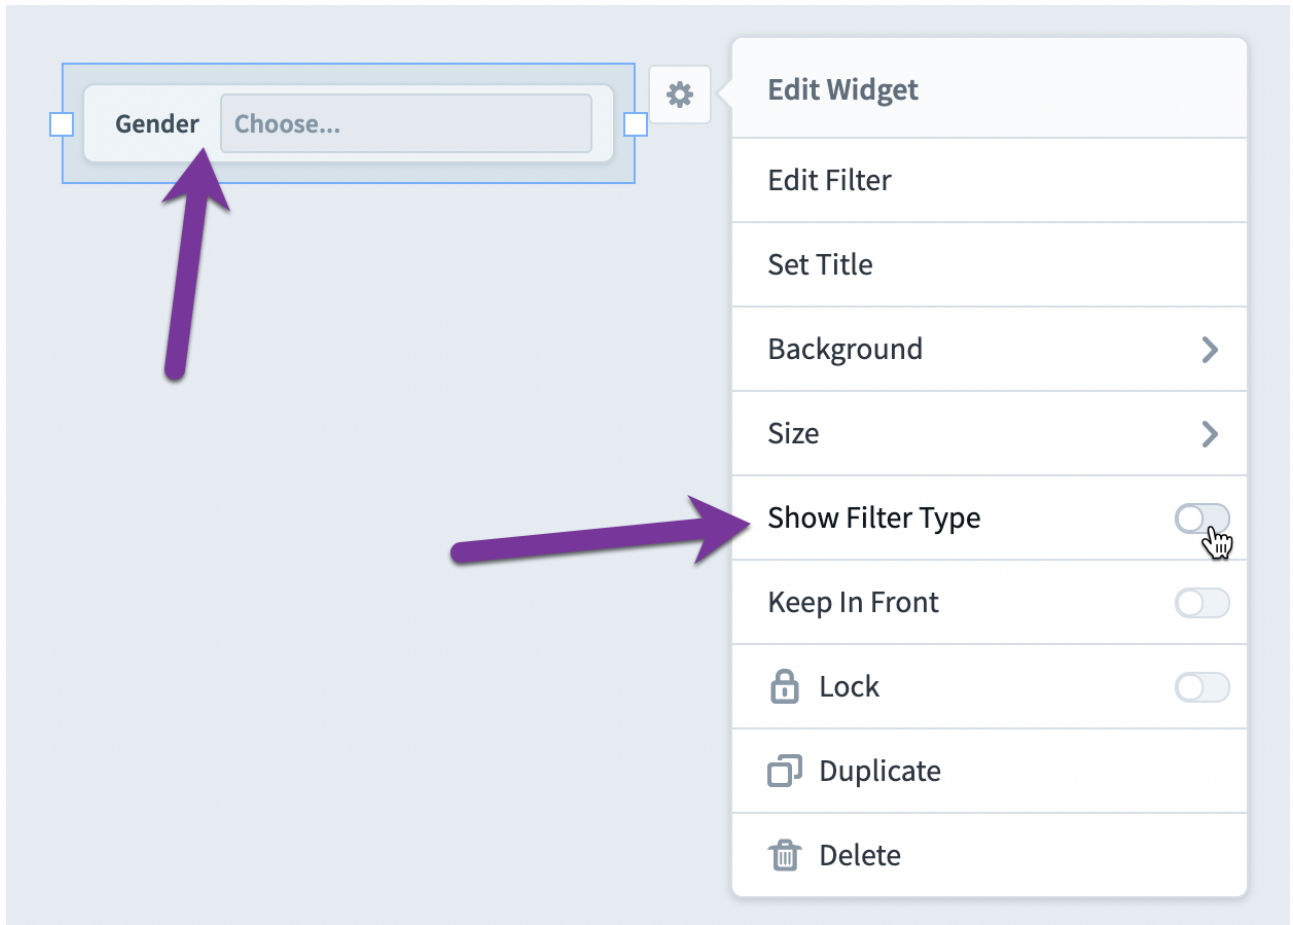 Gender
Choose...
Edit Widget
Edit Filter
Set Title
Background
Size
Show Filter Type
Keep In Front
Lock
Duplicate
Delete